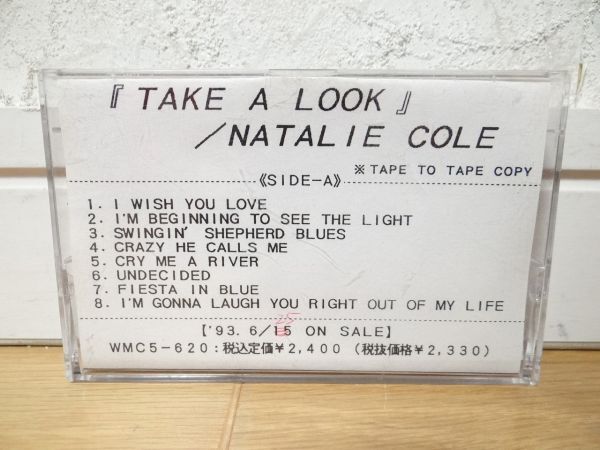 『TAKE A LOOK』
／NATALIE COLE
※TAPE TO TAPE COPY
《SIDE-A》
1. I WISH YOU LOVE
2. I'M BEGINNING TO SEE THE LIGHT
3. SWINGIN' SHEPHERD BLUES
4. CRAZY HE CALLS ME
5. CRY ME A RIVER
6. UNDECIDED
7. FIESTA IN BLUE
8. I'M GONNA LAUGH YOU RIGHT OUT OF MY LIFE
25
【'93. 6/15 ON SALE】
WMC5-620:税込定価¥2,400 (税抜価格¥2,330)